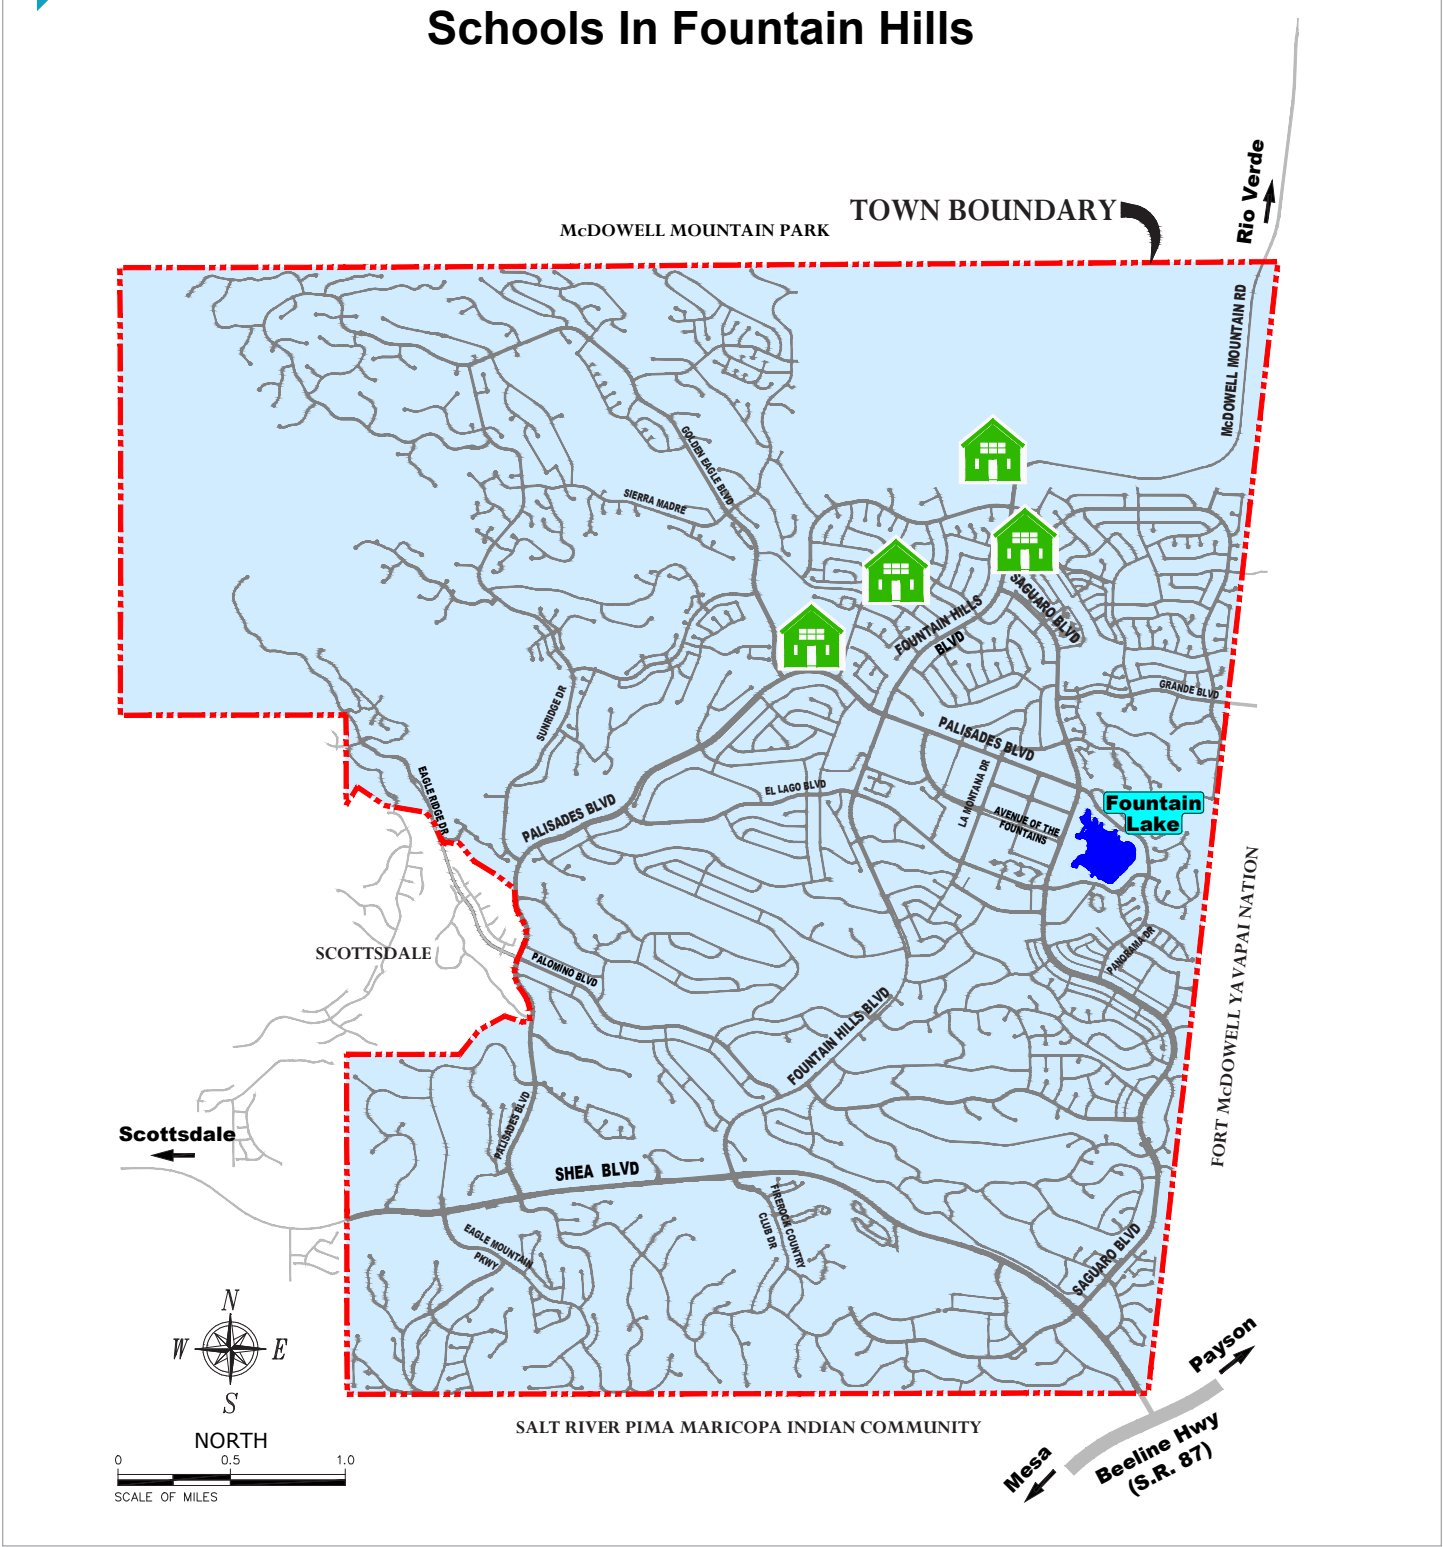 Schools In Fountain Hills
Rio Verde
TOWN BOUNDARY
McDOWELL MOUNTAIN PARK
McDOWELL MOUNTAIN RD
GOLDEN EAGLE BLVD
SIERRA MADRE
SAGUARO BLVD
FOUNTAIN HILLS
BLVD
GRANDE BLVD
SUNRIDGE DR
PALISADES BLVD
EAGLE RIDGE DR
EL LAGO BLVD
LA MONTANA DR
PALISADES BLVD
AVENUE OF THE
FOUNTAINS
Fountain
Lake
SCOTTSDALE
PALOMINO BLVD
PANORAMA DR
FORT McDOWELL YAVAPAI NATION
FOUNTAIN HILLS BLVD
PALISADES BLVD
Scottsdale
SHEA BLVD
FIREROCK COUNTRY
CLUB DR
EAGLE MOUNTAIN
PKWY
SAGUARO BLVD
N
W E
S
NORTH
0 0.5 1.0
SCALE OF MILES
SALT RIVER PIMA MARICOPA INDIAN COMMUNITY
Payson
Mesa
Beeline Hwy
(S.R. 87)